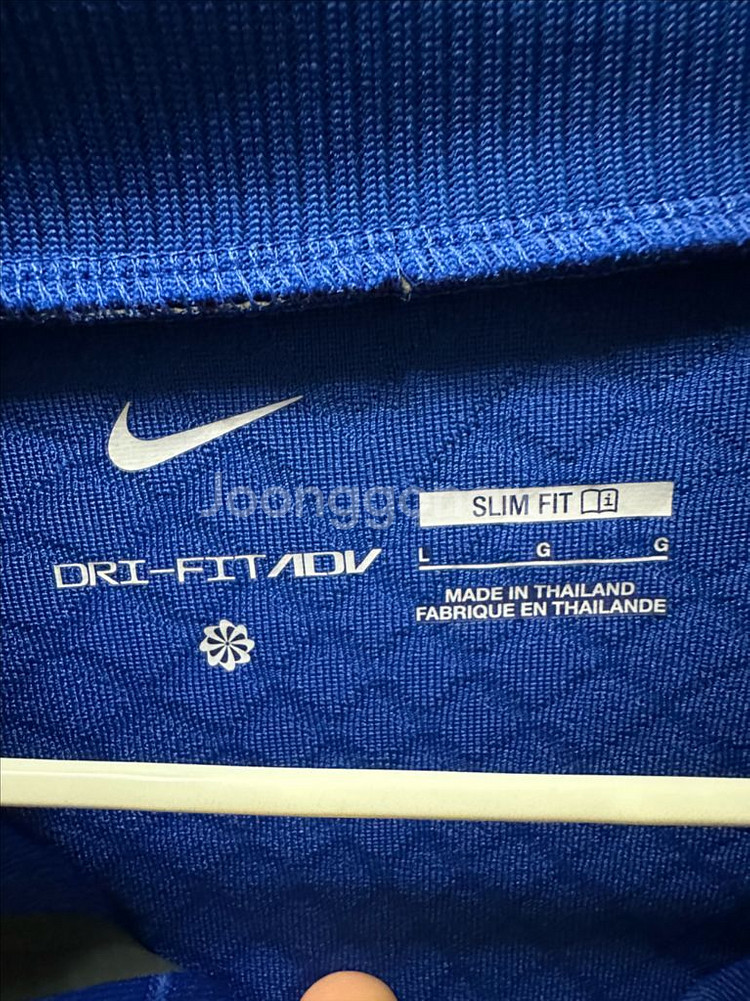 Joonggo
SLIM FIT
DRI-FIT ADV
L G G
MADE IN THAILAND
FABRIQUE EN THAILANDE